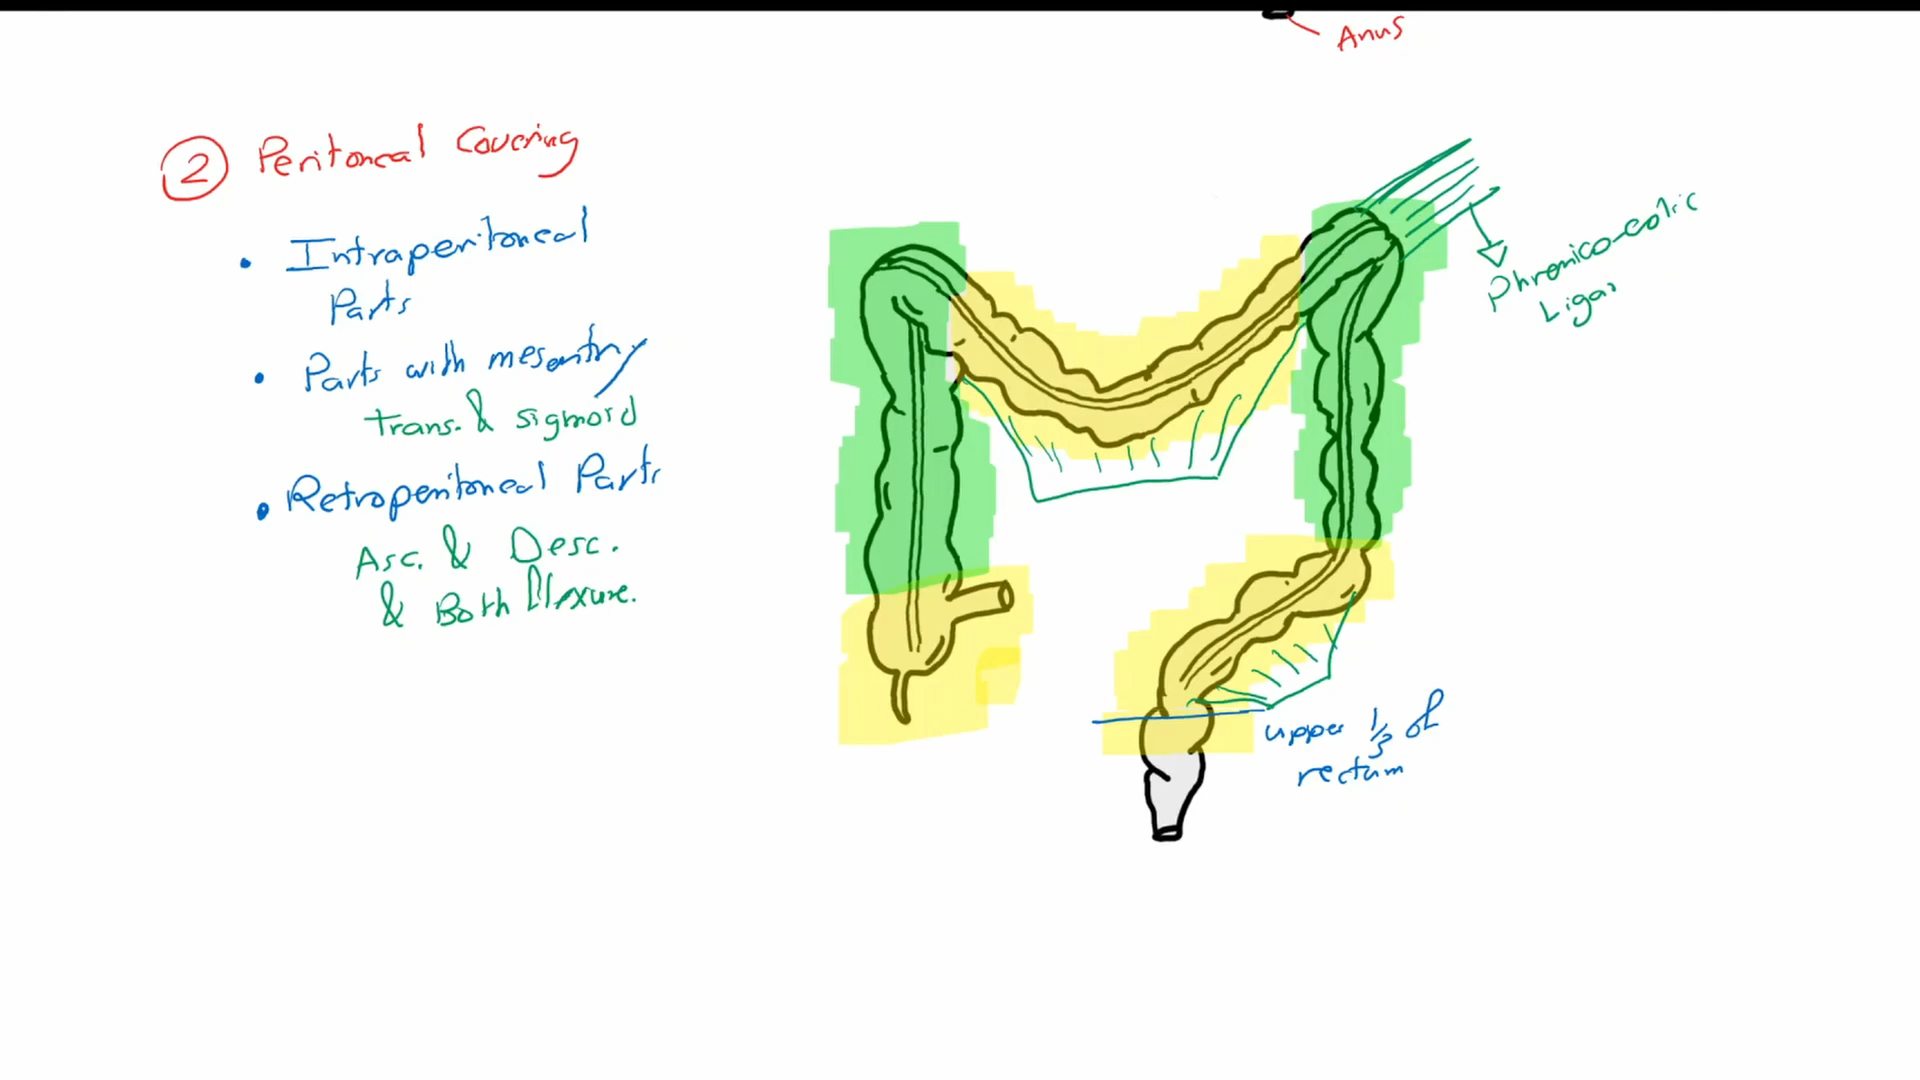 Anus
② Peritoneal Covering
• Intraperitoneal
Parts
• Parts with mesentry
trans. & sigmoid
• Retroperitoneal Parts
Asc. & Desc.
& Both flexure.
Phrenico-colic
Ligar
upper 1/3 of
rectum